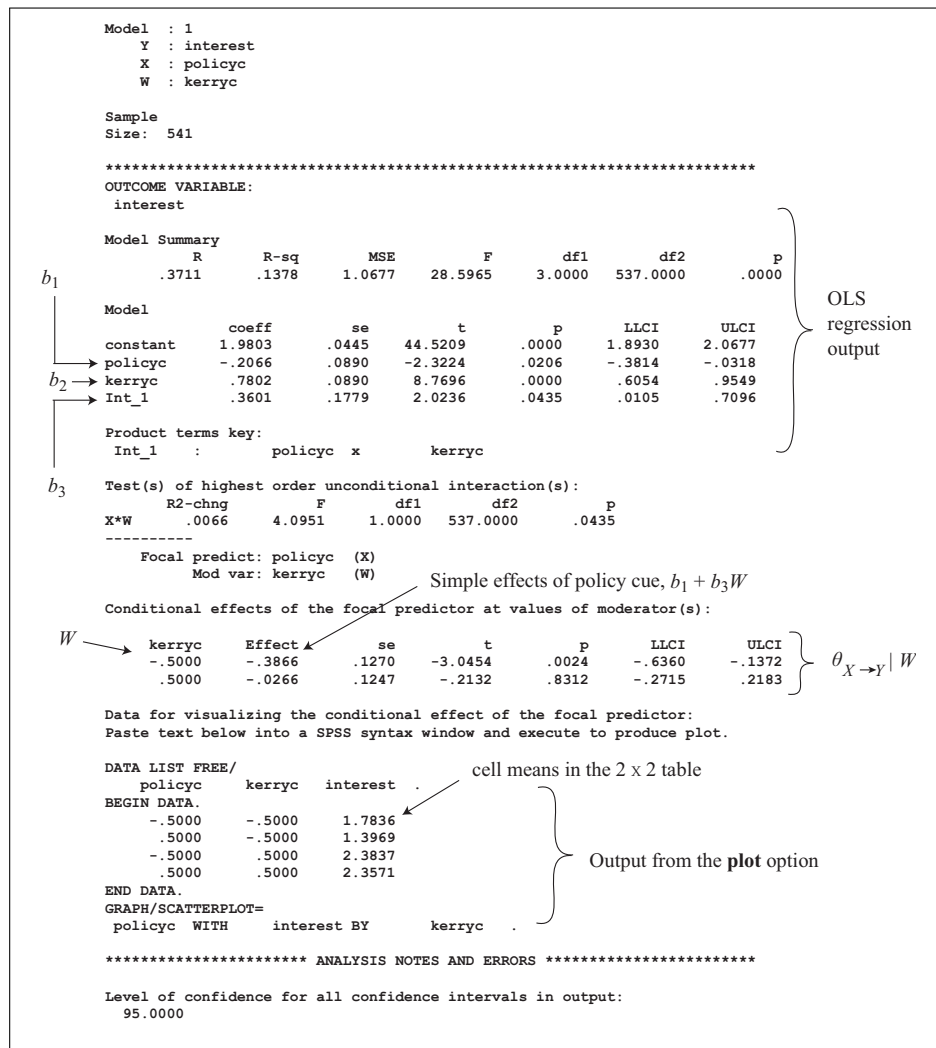 Model : 1
Y : interest
X : policyc
W : kerryc
Sample
Size: 541
**************************************************************************
OUTCOME VARIABLE:
interest
Model Summary
R R-sq MSE F df1 df2 p
.3711 .1378 1.0677 28.5965 3.0000 537.0000 .0000
b1
Model
coeff se t p LLCI ULCI
constant 1.9803 .0445 44.5209 .0000 1.8930 2.0677
policyc -.2066 .0890 -2.3224 .0206 -.3814 -.0318
b2 kerryc .7802 .0890 8.7696 .0000 .6054 .9549
Int_1 .3601 .1779 2.0236 .0435 .0105 .7096
OLS
regression
output
Product terms key:
Int_1 : policyc x kerryc
b3
Test(s) of highest order unconditional interaction(s):
R2-chng F df1 df2 p
X*W .0066 4.0951 1.0000 537.0000 .0435
----------
Focal predict: policyc (X)
Mod var: kerryc (W)
Simple effects of policy cue, b1 + b3W
Conditional effects of the focal predictor at values of moderator(s):
W kerryc Effect se t p LLCI ULCI
-.5000 -.3866 .1270 -3.0454 .0024 -.6360 -.1372
.5000 -.0266 .1247 -.2132 .8312 -.2715 .2183
θX→Y | W
Data for visualizing the conditional effect of the focal predictor:
Paste text below into a SPSS syntax window and execute to produce plot.
DATA LIST FREE/
cell means in the 2 x 2 table
policyc kerryc interest .
BEGIN DATA.
-.5000 -.5000 1.7836
.5000 -.5000 1.3969
-.5000 .5000 2.3837
.5000 .5000 2.3571
Output from the plot option
END DATA.
GRAPH/SCATTERPLOT=
policyc WITH interest BY kerryc .
*********************** ANALYSIS NOTES AND ERRORS ************************
Level of confidence for all confidence intervals in output:
95.0000